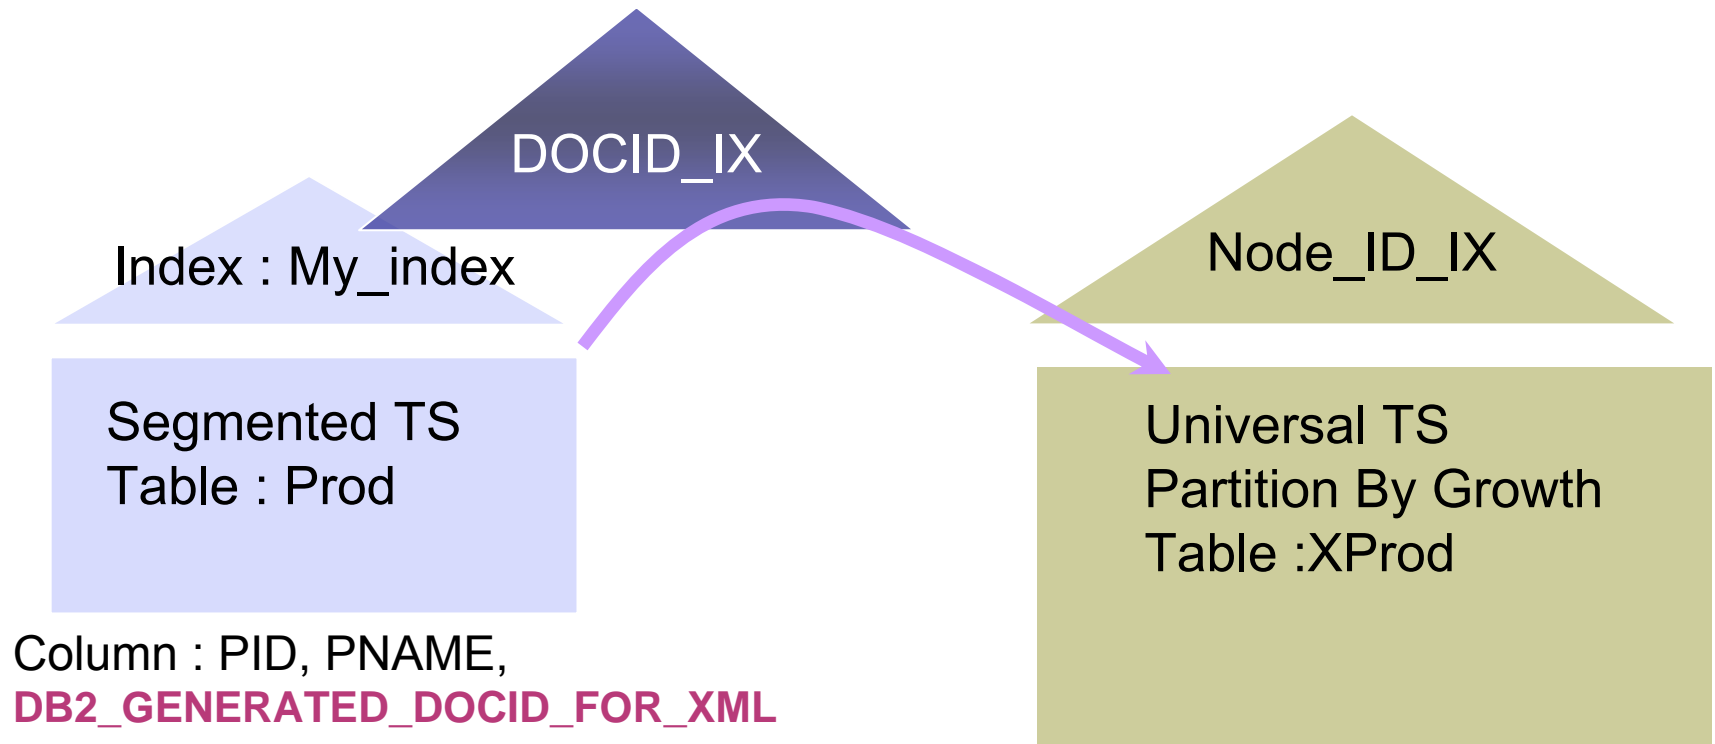 DOCID_IX
Index : My_index
Node_ID_IX
Segmented TS
Table : Prod
Universal TS
Partition By Growth
Table :XProd
Column : PID, PNAME,
DB2_GENERATED_DOCID_FOR_XML